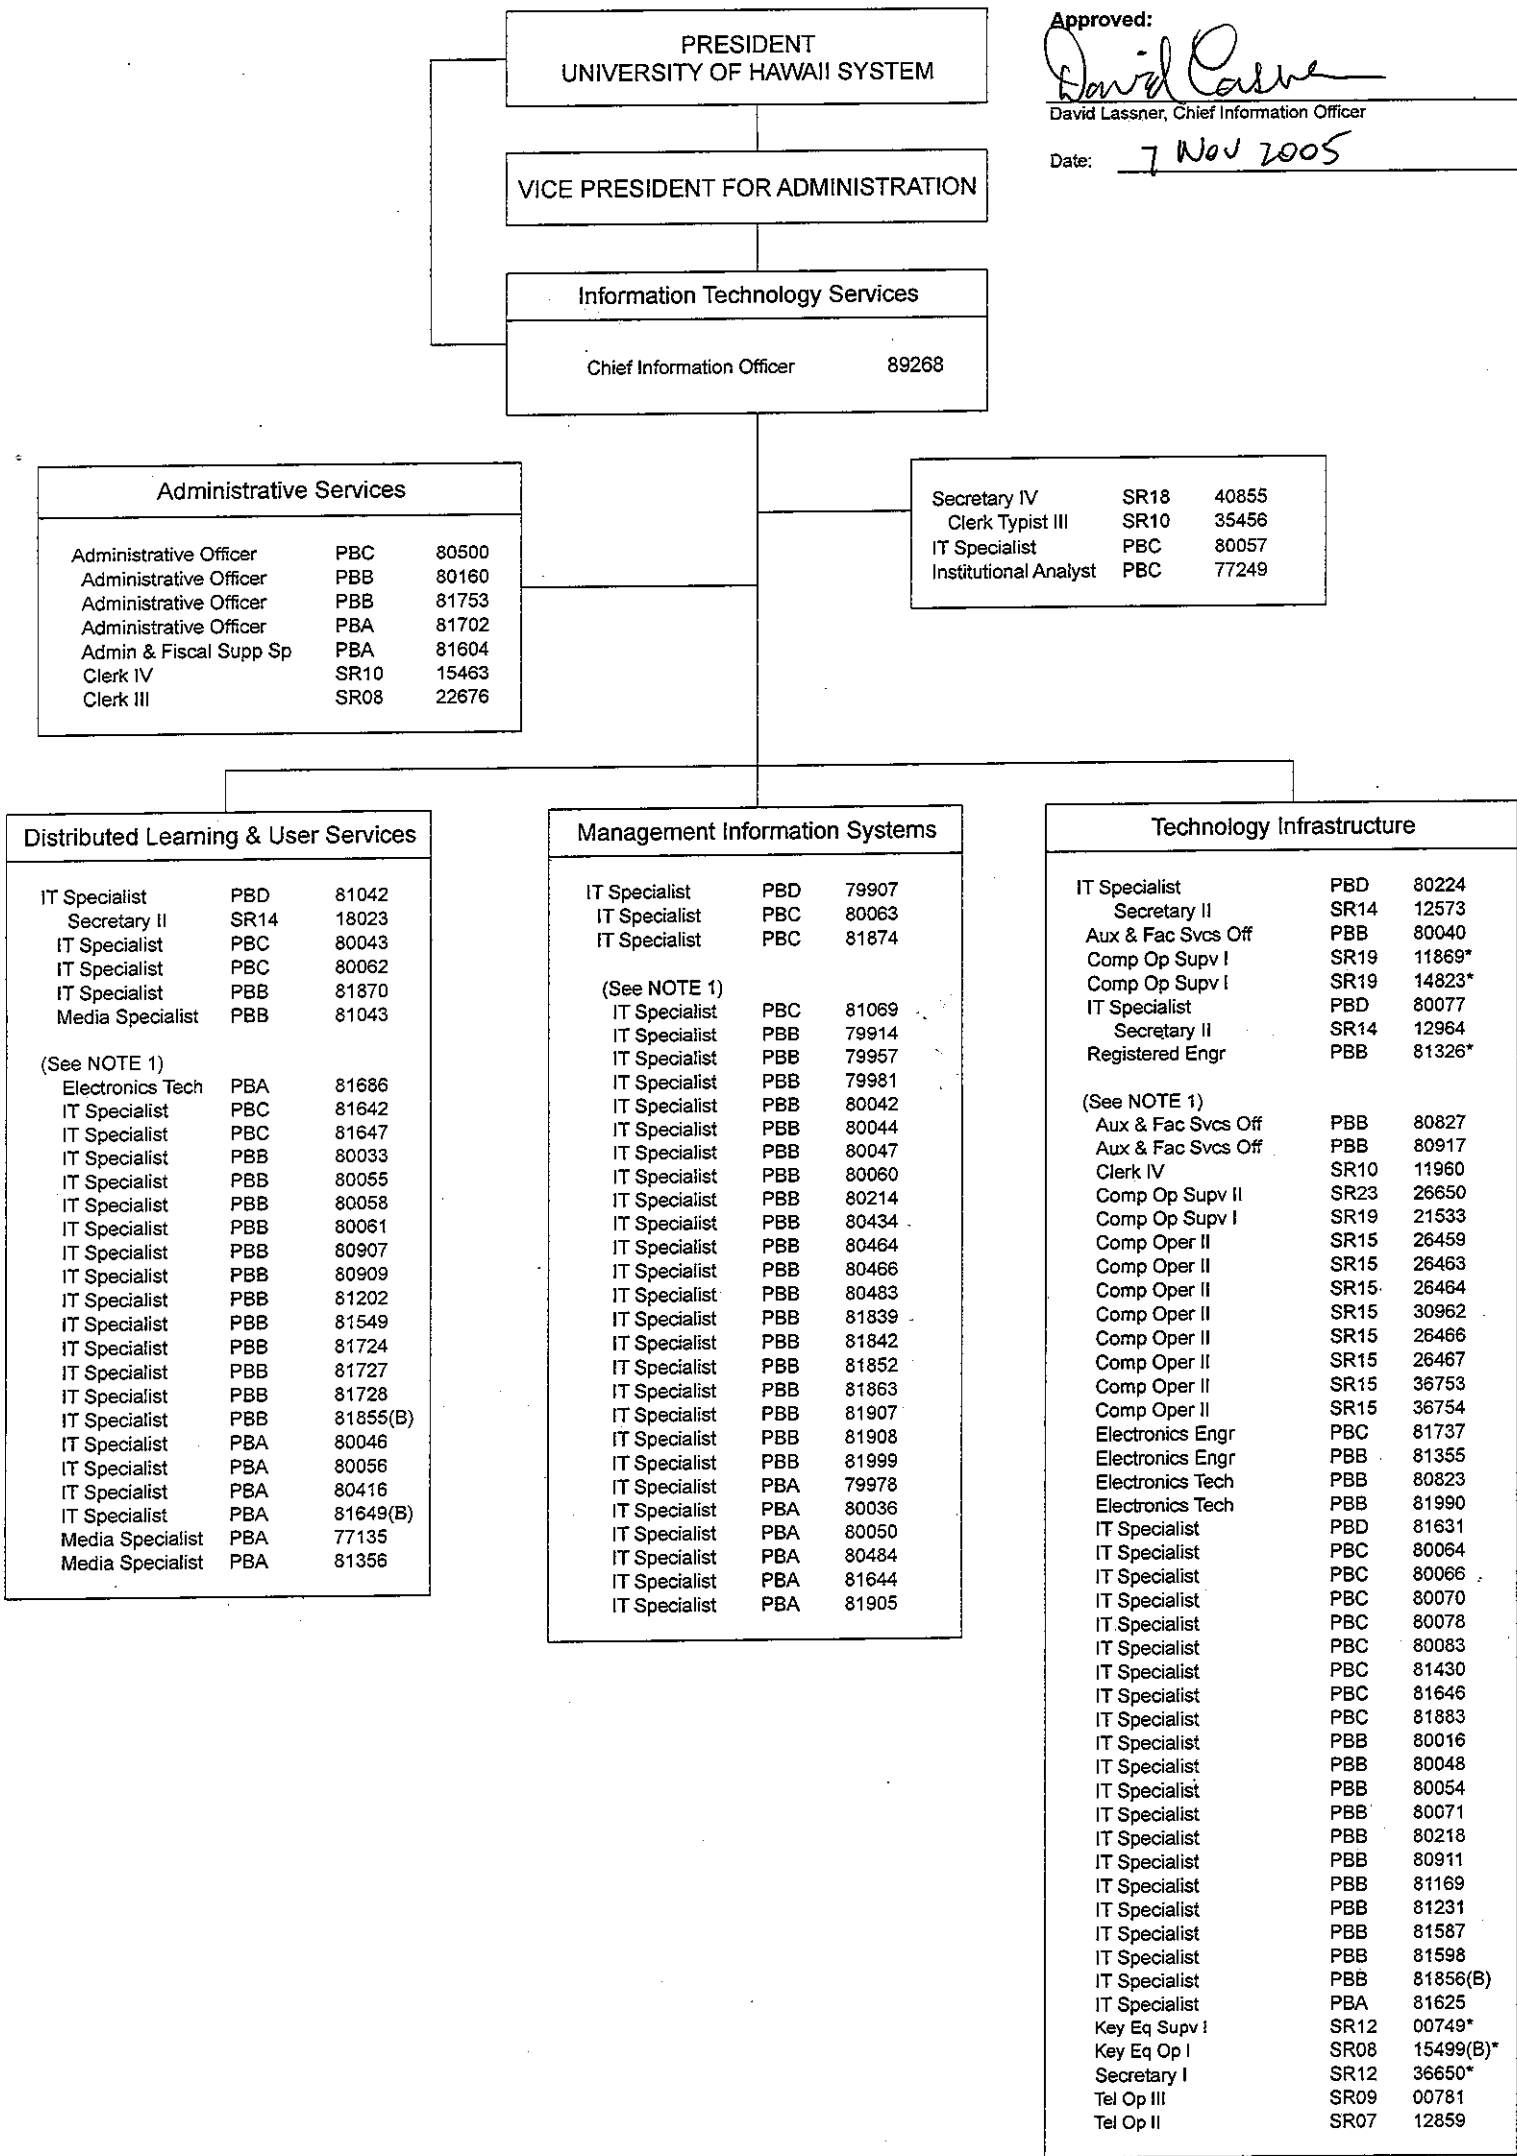 PRESIDENT
UNIVERSITY OF HAWAII SYSTEM
Approved:
David Lassner, Chief Information Officer
Date: 7 Nov 2005
VICE PRESIDENT FOR ADMINISTRATION
Information Technology Services
Chief Information Officer 89268
Administrative Services
Administrative Officer PBC 80500
Administrative Officer PBB 80160
Administrative Officer PBB 81753
Administrative Officer PBA 81702
Admin & Fiscal Supp Sp PBA 81604
Clerk IV SR10 15463
Clerk III SR08 22676
Secretary IV SR18 40855
Clerk Typist III SR10 35456
IT Specialist PBC 80057
Institutional Analyst PBC 77249
Distributed Learning & User Services
IT Specialist PBD 81042
Secretary II SR14 18023
IT Specialist PBC 80043
IT Specialist PBC 80062
IT Specialist PBB 81870
Media Specialist PBB 81043
(See NOTE 1)
Electronics Tech PBA 81686
IT Specialist PBC 81642
IT Specialist PBC 81647
IT Specialist PBB 80033
IT Specialist PBB 80055
IT Specialist PBB 80058
IT Specialist PBB 80061
IT Specialist PBB 80907
IT Specialist PBB 80909
IT Specialist PBB 81202
IT Specialist PBB 81549
IT Specialist PBB 81724
IT Specialist PBB 81727
IT Specialist PBB 81728
IT Specialist PBB 81855(B)
IT Specialist PBA 80046
IT Specialist PBA 80056
IT Specialist PBA 80416
IT Specialist PBA 81649(B)
Media Specialist PBA 77135
Media Specialist PBA 81356
Management Information Systems
IT Specialist PBD 79907
IT Specialist PBC 80063
IT Specialist PBC 81874
(See NOTE 1)
IT Specialist PBC 81069
IT Specialist PBB 79914
IT Specialist PBB 79957
IT Specialist PBB 79981
IT Specialist PBB 80042
IT Specialist PBB 80044
IT Specialist PBB 80047
IT Specialist PBB 80060
IT Specialist PBB 80214
IT Specialist PBB 80434
IT Specialist PBB 80464
IT Specialist PBB 80466
IT Specialist PBB 80483
IT Specialist PBB 81839
IT Specialist PBB 81842
IT Specialist PBB 81852
IT Specialist PBB 81863
IT Specialist PBB 81907
IT Specialist PBB 81908
IT Specialist PBB 81999
IT Specialist PBA 79978
IT Specialist PBA 80036
IT Specialist PBA 80050
IT Specialist PBA 80484
IT Specialist PBA 81644
IT Specialist PBA 81905
Technology Infrastructure
IT Specialist PBD 80224
Secretary II SR14 12573
Aux & Fac Svcs Off PBB 80040
Comp Op Supv I SR19 11869*
Comp Op Supv I SR19 14823*
IT Specialist PBD 80077
Secretary II SR14 12964
Registered Engr PBB 81326*
(See NOTE 1)
Aux & Fac Svcs Off PBB 80827
Aux & Fac Svcs Off PBB 80917
Clerk IV SR10 11960
Comp Op Supv II SR23 26650
Comp Op Supv I SR19 21533
Comp Oper II SR15 26459
Comp Oper II SR15 26463
Comp Oper II SR15 26464
Comp Oper II SR15 30962
Comp Oper II SR15 26466
Comp Oper II SR15 26467
Comp Oper II SR15 36753
Comp Oper II SR15 36754
Electronics Engr PBC 81737
Electronics Engr PBB 81355
Electronics Tech PBB 80823
Electronics Tech PBB 81990
IT Specialist PBD 81631
IT Specialist PBC 80064
IT Specialist PBC 80066
IT Specialist PBC 80070
IT Specialist PBC 80078
IT Specialist PBC 80083
IT Specialist PBC 81430
IT Specialist PBC 81646
IT Specialist PBC 81883
IT Specialist PBB 80016
IT Specialist PBB 80048
IT Specialist PBB 80054
IT Specialist PBB 80071
IT Specialist PBB 80218
IT Specialist PBB 80911
IT Specialist PBB 81169
IT Specialist PBB 81231
IT Specialist PBB 81587
IT Specialist PBB 81598
IT Specialist PBB 81856(B)
IT Specialist PBA 81625
Key Eq Supv I SR12 00749*
Key Eq Op I SR08 15499(B)*
Secretary I SR12 36650*
Tel Op III SR09 00781
Tel Op II SR07 12859